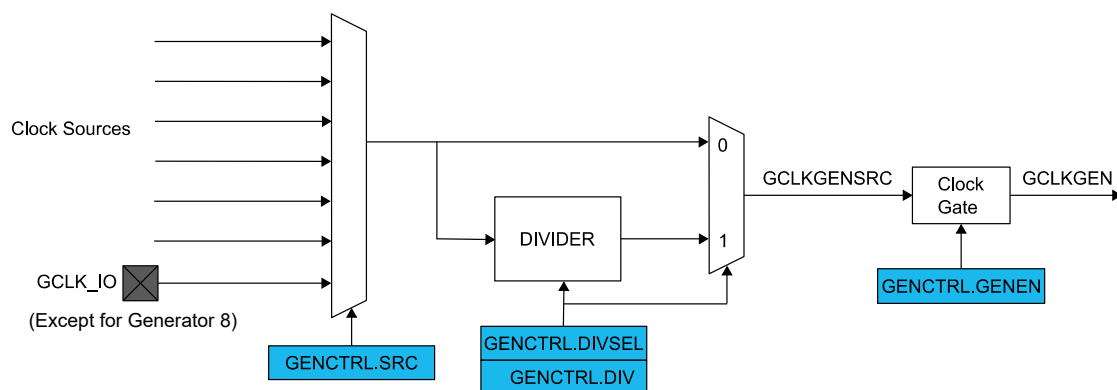 Clock Sources
GCLK_IO
(Except for Generator 8)
GENCTRL.SRC
DIVIDER
GENCTRL.DIVSEL
GENCTRL.DIV
0
1
GCLKGENSRC
Clock
Gate
GCLKGEN
GENCTRL.GENEN